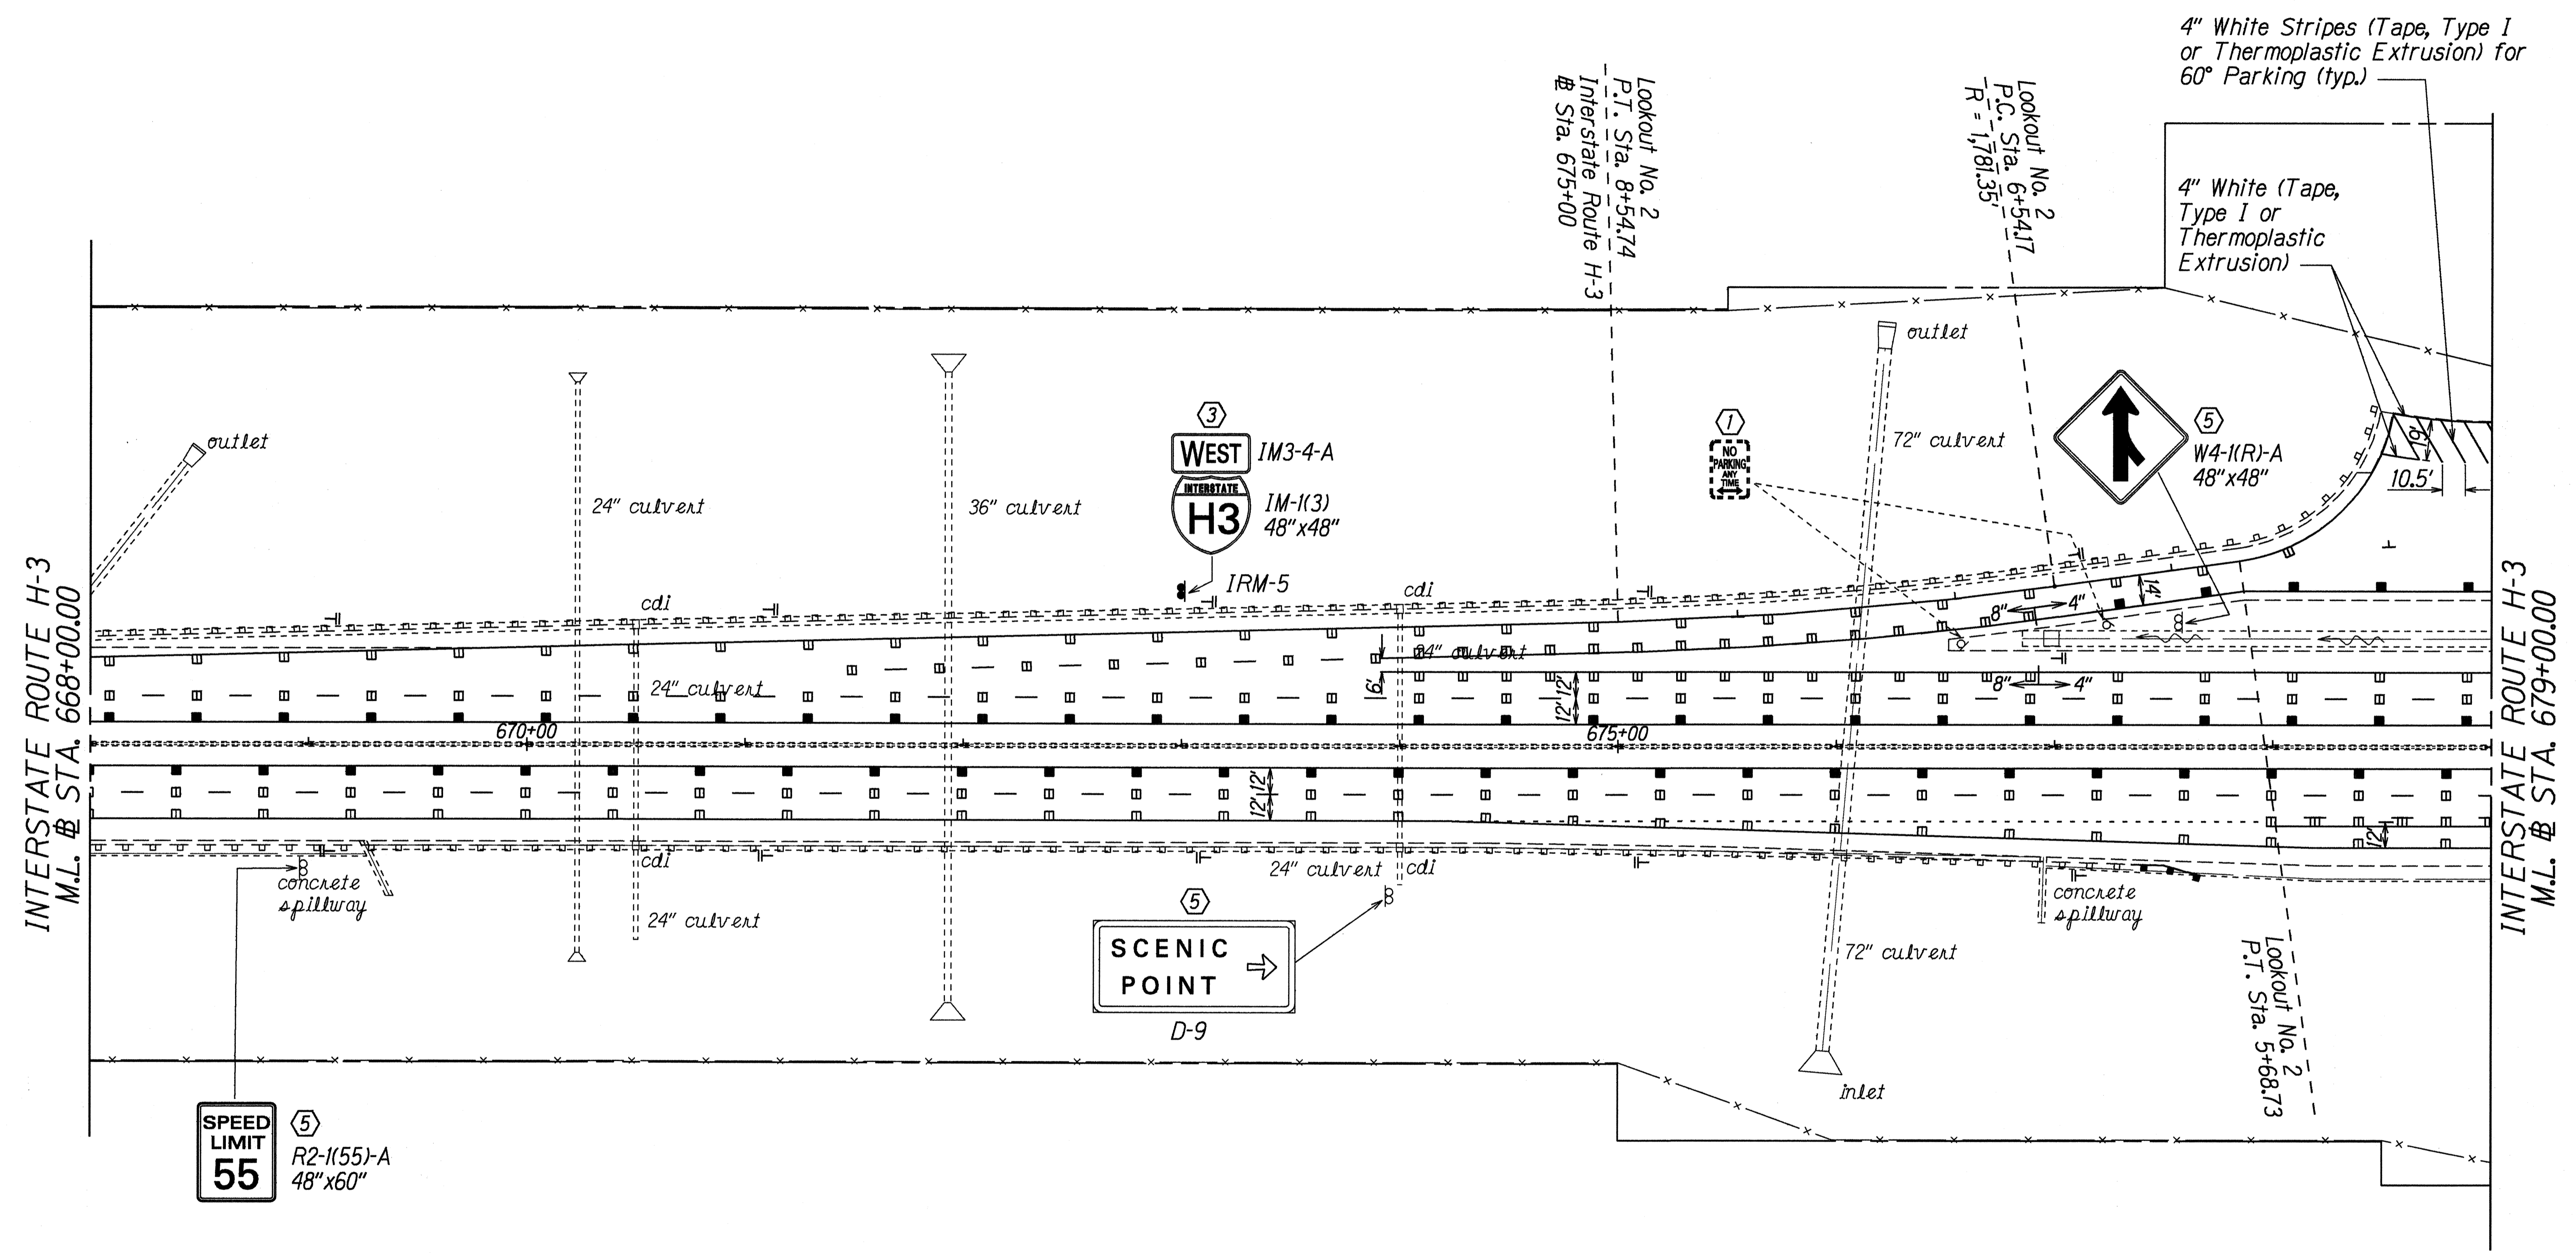 4" White Stripes (Tape, Type I
or Thermoplastic Extrusion) for
60° Parking (typ.)
4" White (Tape,
Type I or
Thermoplastic
Extrusion)
Lookout No. 2
P.T. Sta. 8+54.74
Interstate Route H-3
℄ Sta. 675+00
Lookout No. 2
P.C. Sta. 6+54.17
R = 1,781.35'
outlet
outlet
24" culvert
36" culvert
72" culvert
3
WEST
IM3-4-A
INTERSTATE
H3
IM-1(3)
48"x48"
IRM-5
1
NO
PARKING
ANY
TIME
5
W4-1(R)-A
48"x48"
19'
10.5'
14'
8" 4"
cdi
cdi
24" culvert
24" culvert
6'
12'
12'
8" 4"
670+00
675+00
INTERSTATE ROUTE H-3
M.L. ℄ STA. 668+00.00
INTERSTATE ROUTE H-3
M.L. ℄ STA. 679+00.00
12'
12'
12'
cdi
24" culvert
cdi
concrete
spillway
24" culvert
concrete
spillway
5
SCENIC
POINT
D-9
72" culvert
inlet
Lookout No. 2
P.T. Sta. 5+68.73
SPEED
LIMIT
55
5
R2-1(55)-A
48"x60"